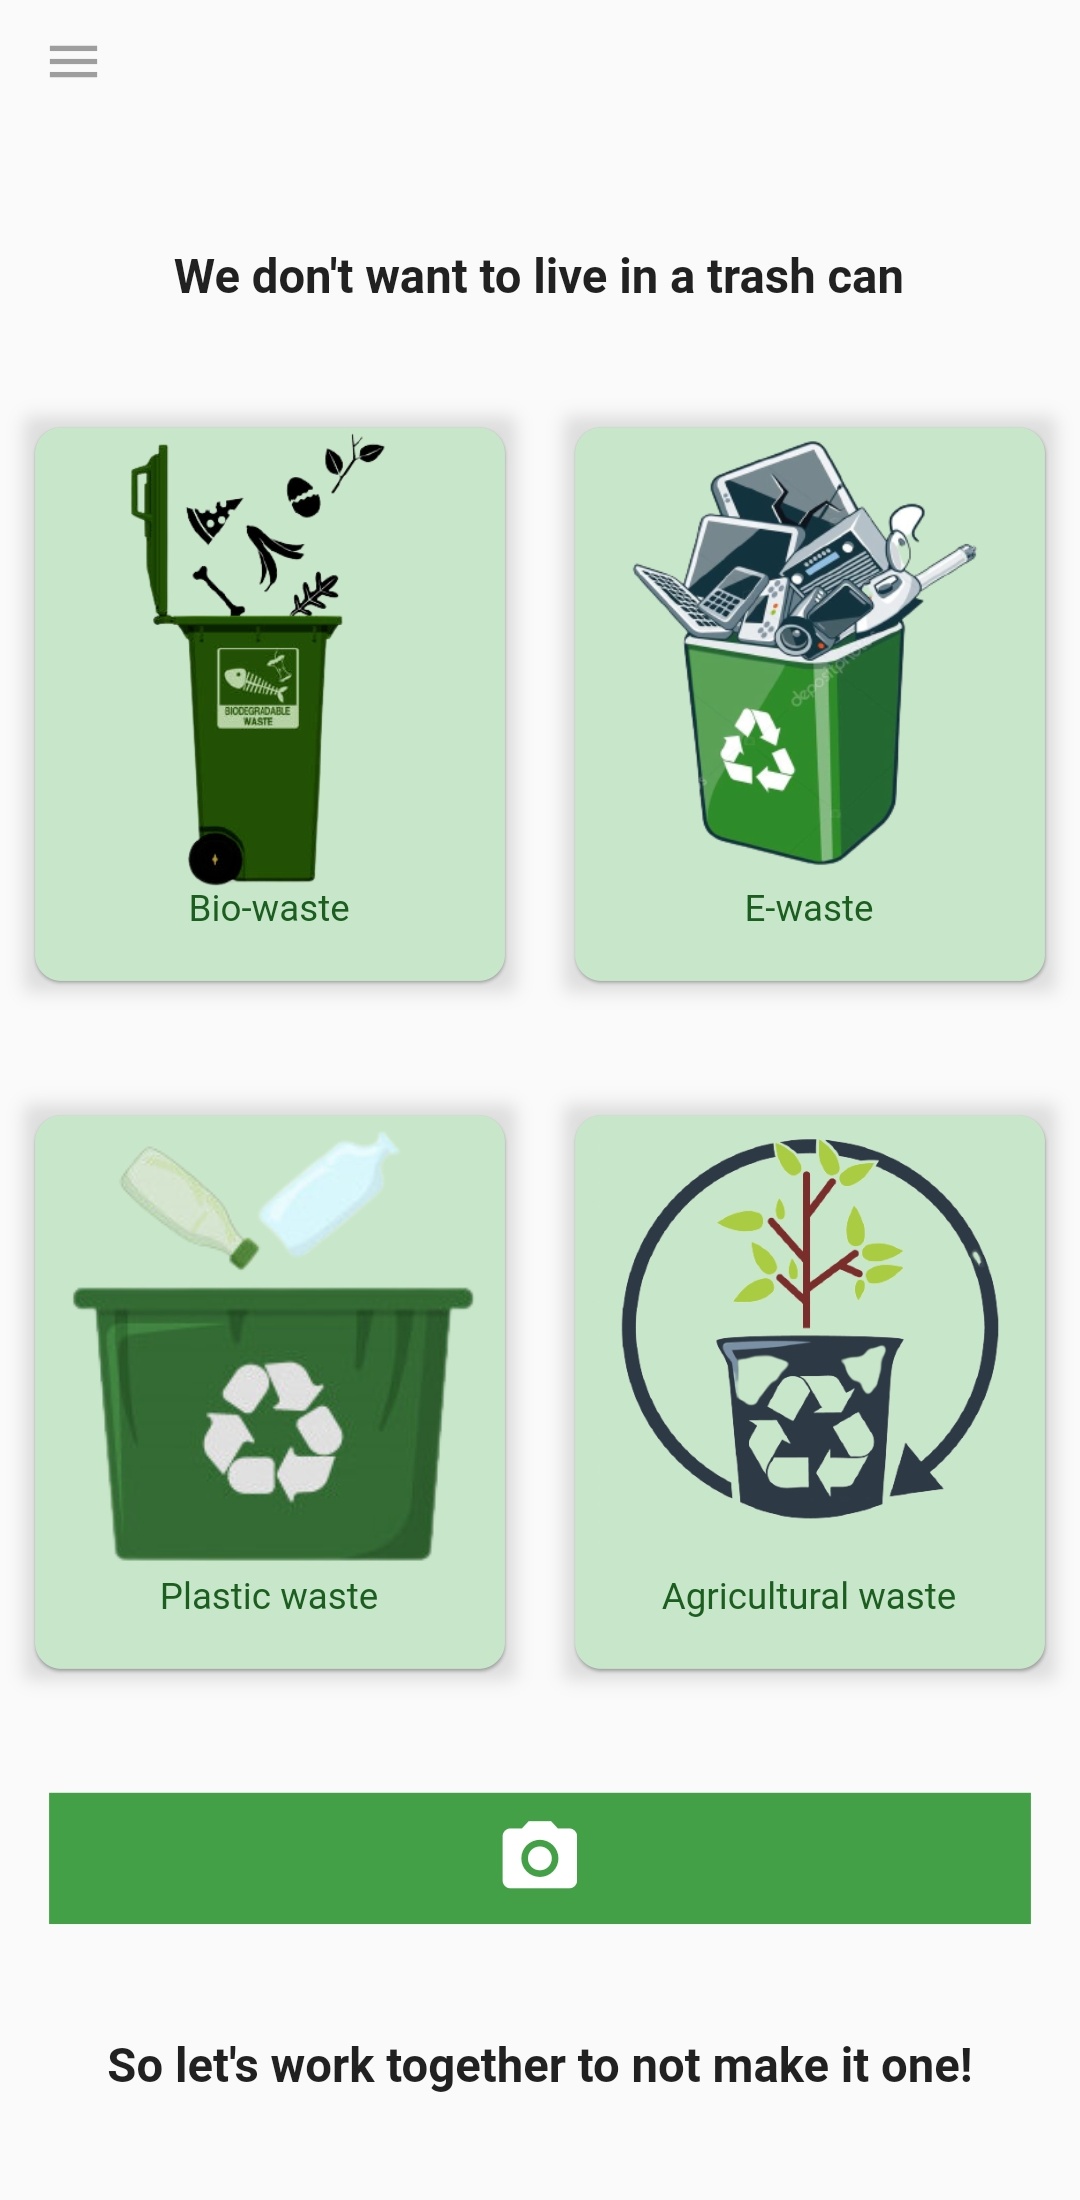 We don't want to live in a trash can
BIODEGRADABLE
WASTE
depositpho
Bio-waste
E-waste
Plastic waste
Agricultural waste
So let's work together to not make it one!